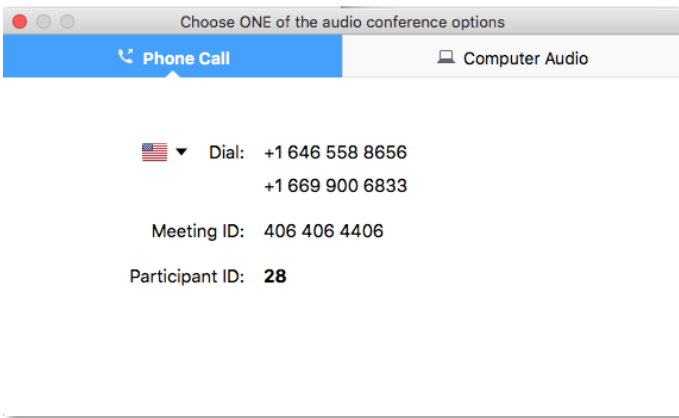 Choose ONE of the audio conference options
Phone Call
Computer Audio
Dial: +1 646 558 8656
+1 669 900 6833
Meeting ID: 406 406 4406
Participant ID: 28